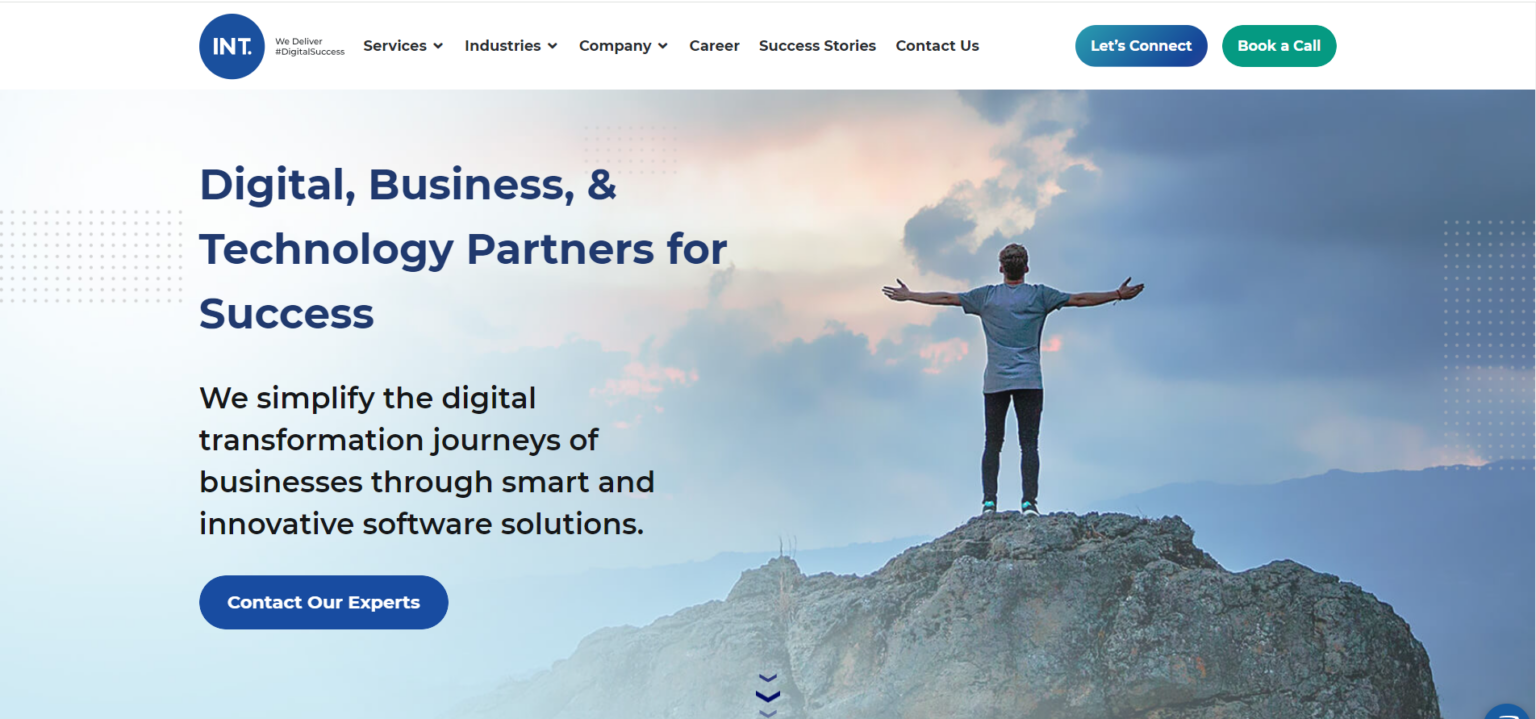 INT.
We Deliver
#DigitalSuccess
Services
Industries
Company
Career
Success Stories
Contact Us
Let's Connect
Book a Call
Digital, Business, &
Technology Partners for
Success
We simplify the digital
transformation journeys of
businesses through smart and
innovative software solutions.
Contact Our Experts